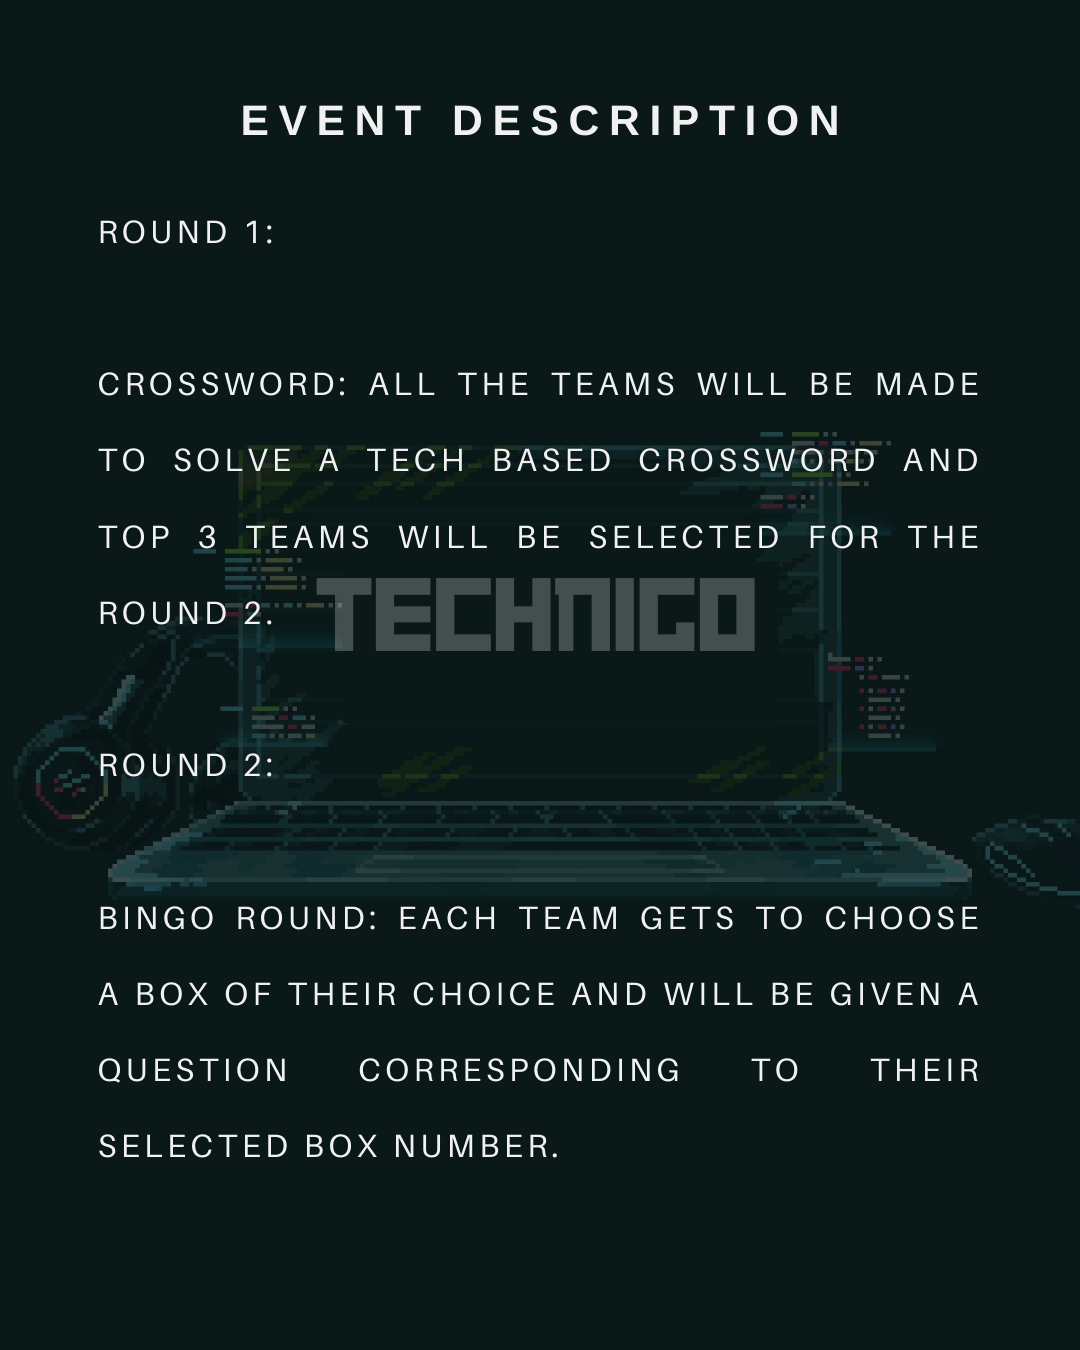 EVENT DESCRIPTION
ROUND 1:
CROSSWORD: ALL THE TEAMS WILL BE MADE
TO SOLVE A TECH BASED CROSSWORD AND
TOP 3 TEAMS WILL BE SELECTED FOR THE
TECHNIGO
ROUND 2.
ROUND 2:
BINGO ROUND: EACH TEAM GETS TO CHOOSE
A BOX OF THEIR CHOICE AND WILL BE GIVEN A
QUESTION CORRESPONDING TO THEIR
SELECTED BOX NUMBER.